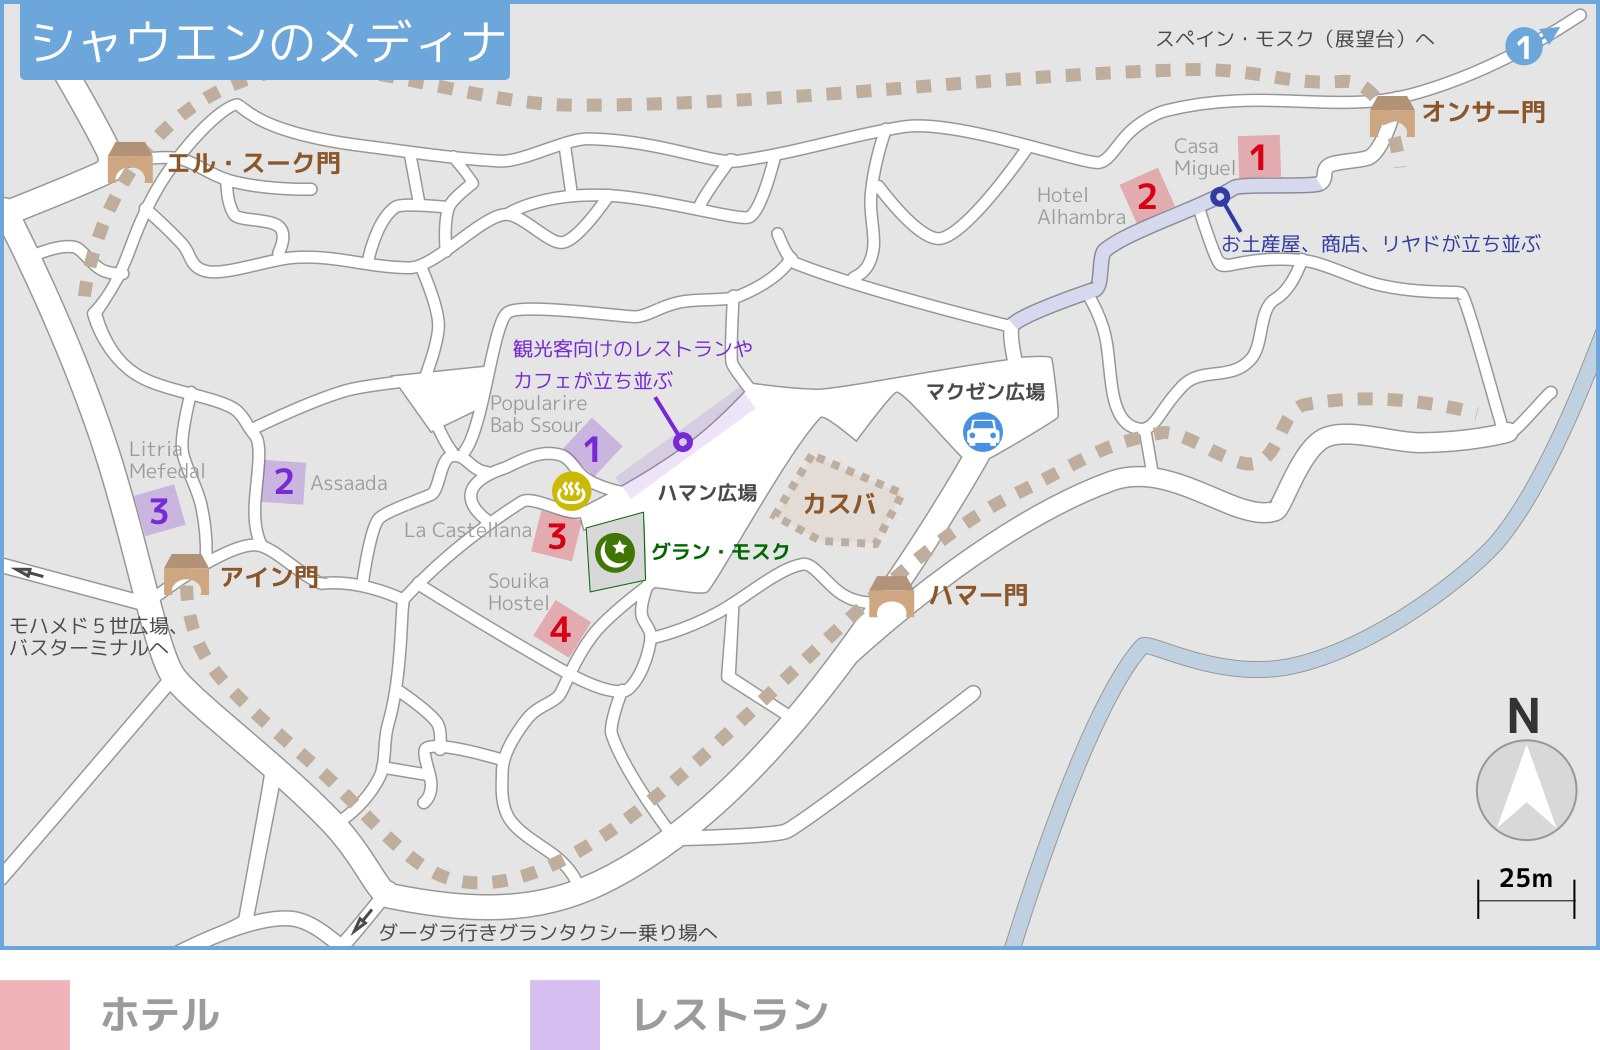 シャウエンのメディナ
スペイン・モスク（展望台）へ
1
オンサー門
エル・スーク門
Casa
Miguel
1
Hotel
Alhambra
2
お土産屋、商店、リヤドが立ち並ぶ
観光客向けのレストランや
カフェが立ち並ぶ
マクゼン広場
Popularire
Bab Ssour
1
Litria
Mefedal
3
2
Assaada
ハマン広場
カスバ
La Castellana
3
グラン・モスク
アイン門
Souika
Hostel
4
ハマー門
モハメド５世広場、
バスターミナルへ
N
25m
ダーダラ行きグランタクシー乗り場へ
ホテル
レストラン